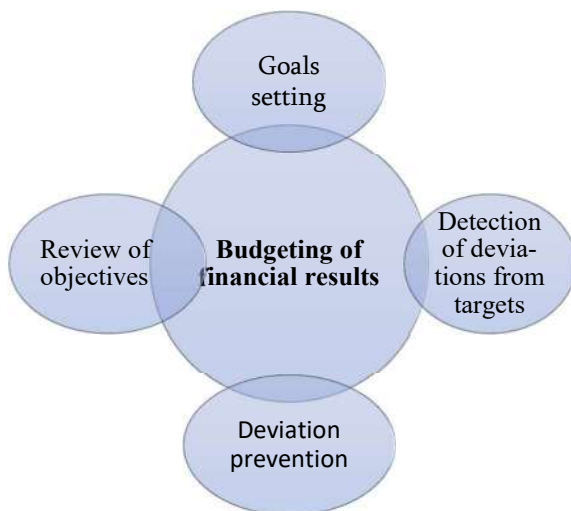 Goals
setting
Review of
objectives
Budgeting of
financial results
Detection
of devia-
tions from
targets
Deviation
prevention